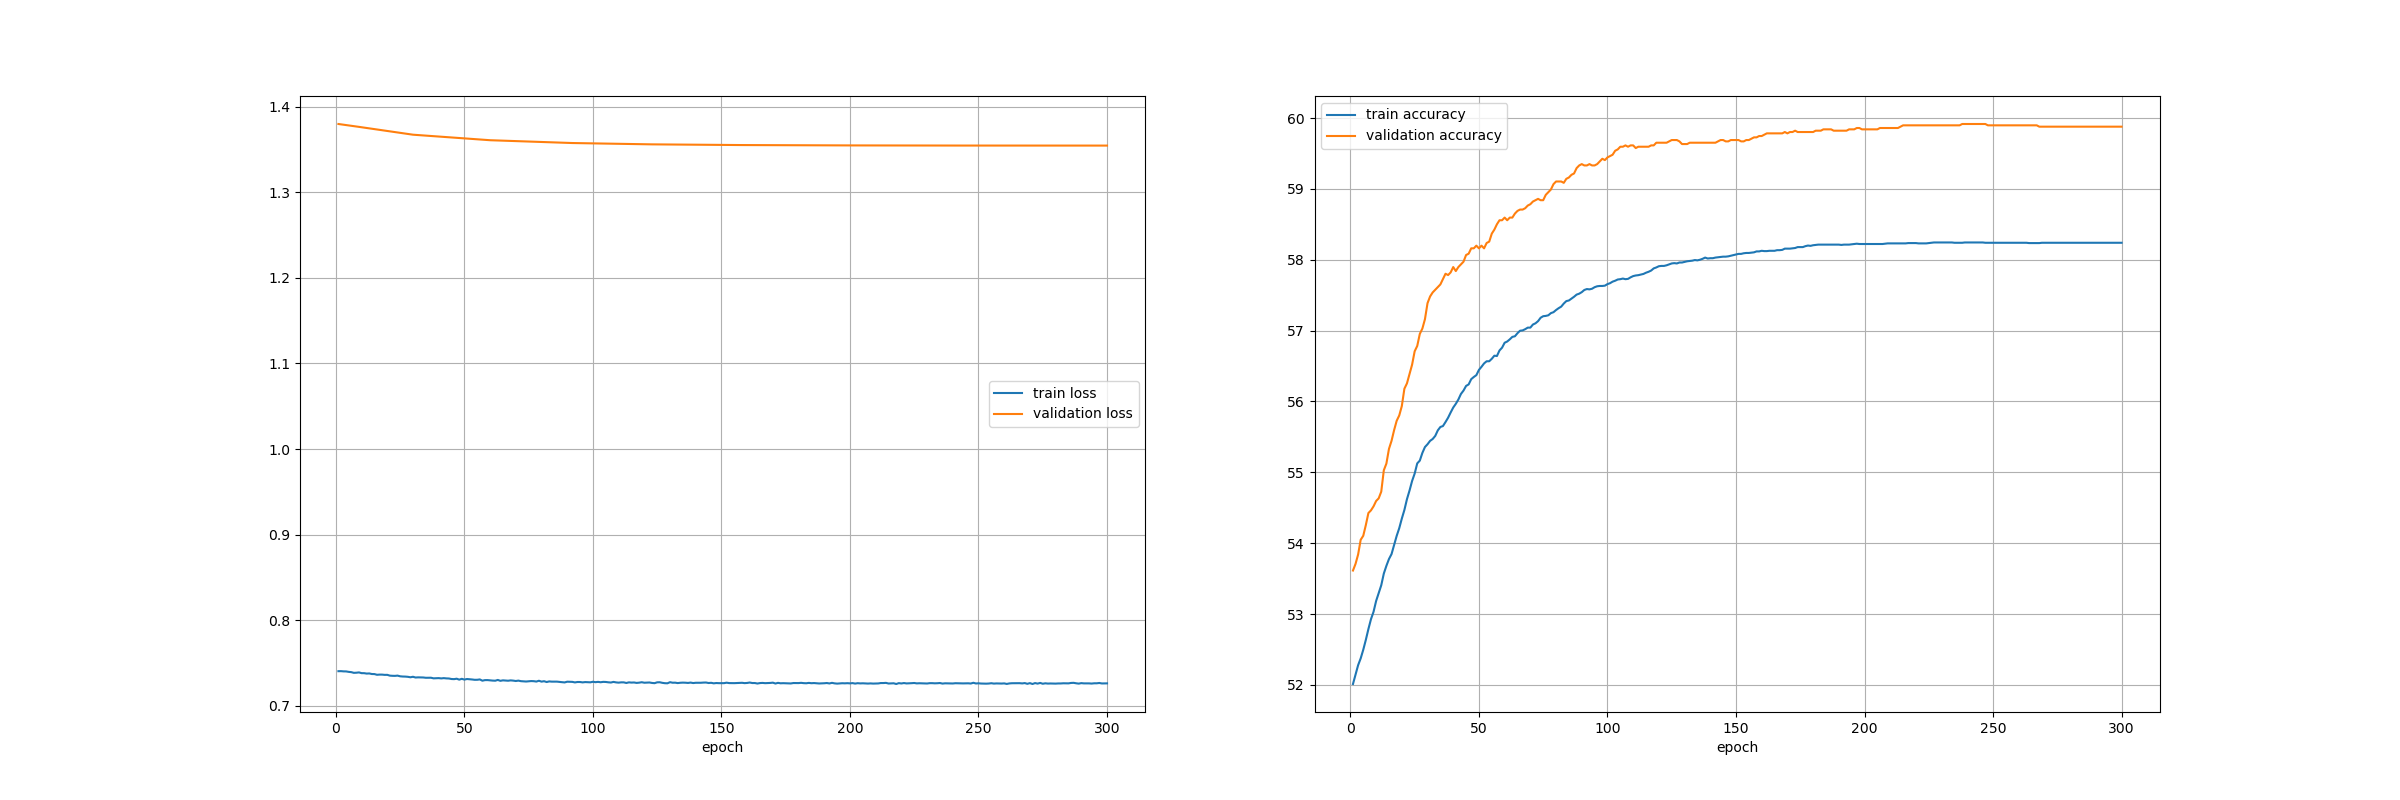 1.4
1.3
1.2
1.1
1.0
0.9
0.8
0.7
train loss
validation loss
0 50 100 150 200 250 300
epoch
train accuracy
validation accuracy
60
59
58
57
56
55
54
53
52
0 50 100 150 200 250 300
epoch